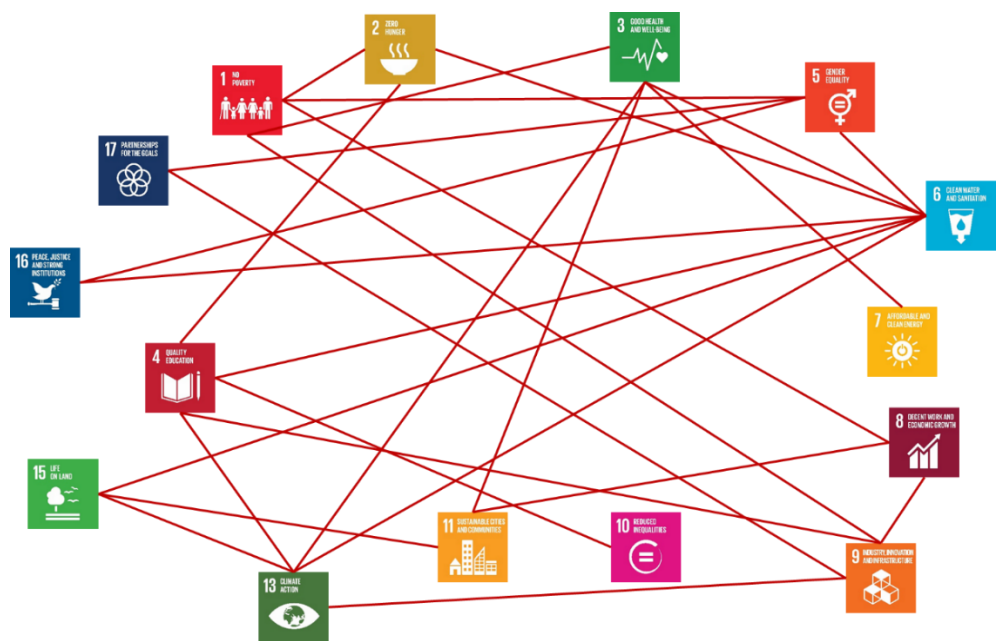 2 ZERO
HUNGER
3 GOOD HEALTH
AND WELL-BEING
1 NO
POVERTY
5 GENDER
EQUALITY
17 PARTNERSHIPS
FOR THE GOALS
6 CLEAN WATER
AND SANITATION
16 PEACE, JUSTICE
AND STRONG
INSTITUTIONS
7 AFFORDABLE AND
CLEAN ENERGY
4 QUALITY
EDUCATION
8 DECENT WORK AND
ECONOMIC GROWTH
15 LIFE
ON LAND
11 SUSTAINABLE CITIES
AND COMMUNITIES
10 REDUCED
INEQUALITIES
9 INDUSTRY, INNOVATION
AND INFRASTRUCTURE
13 CLIMATE
ACTION